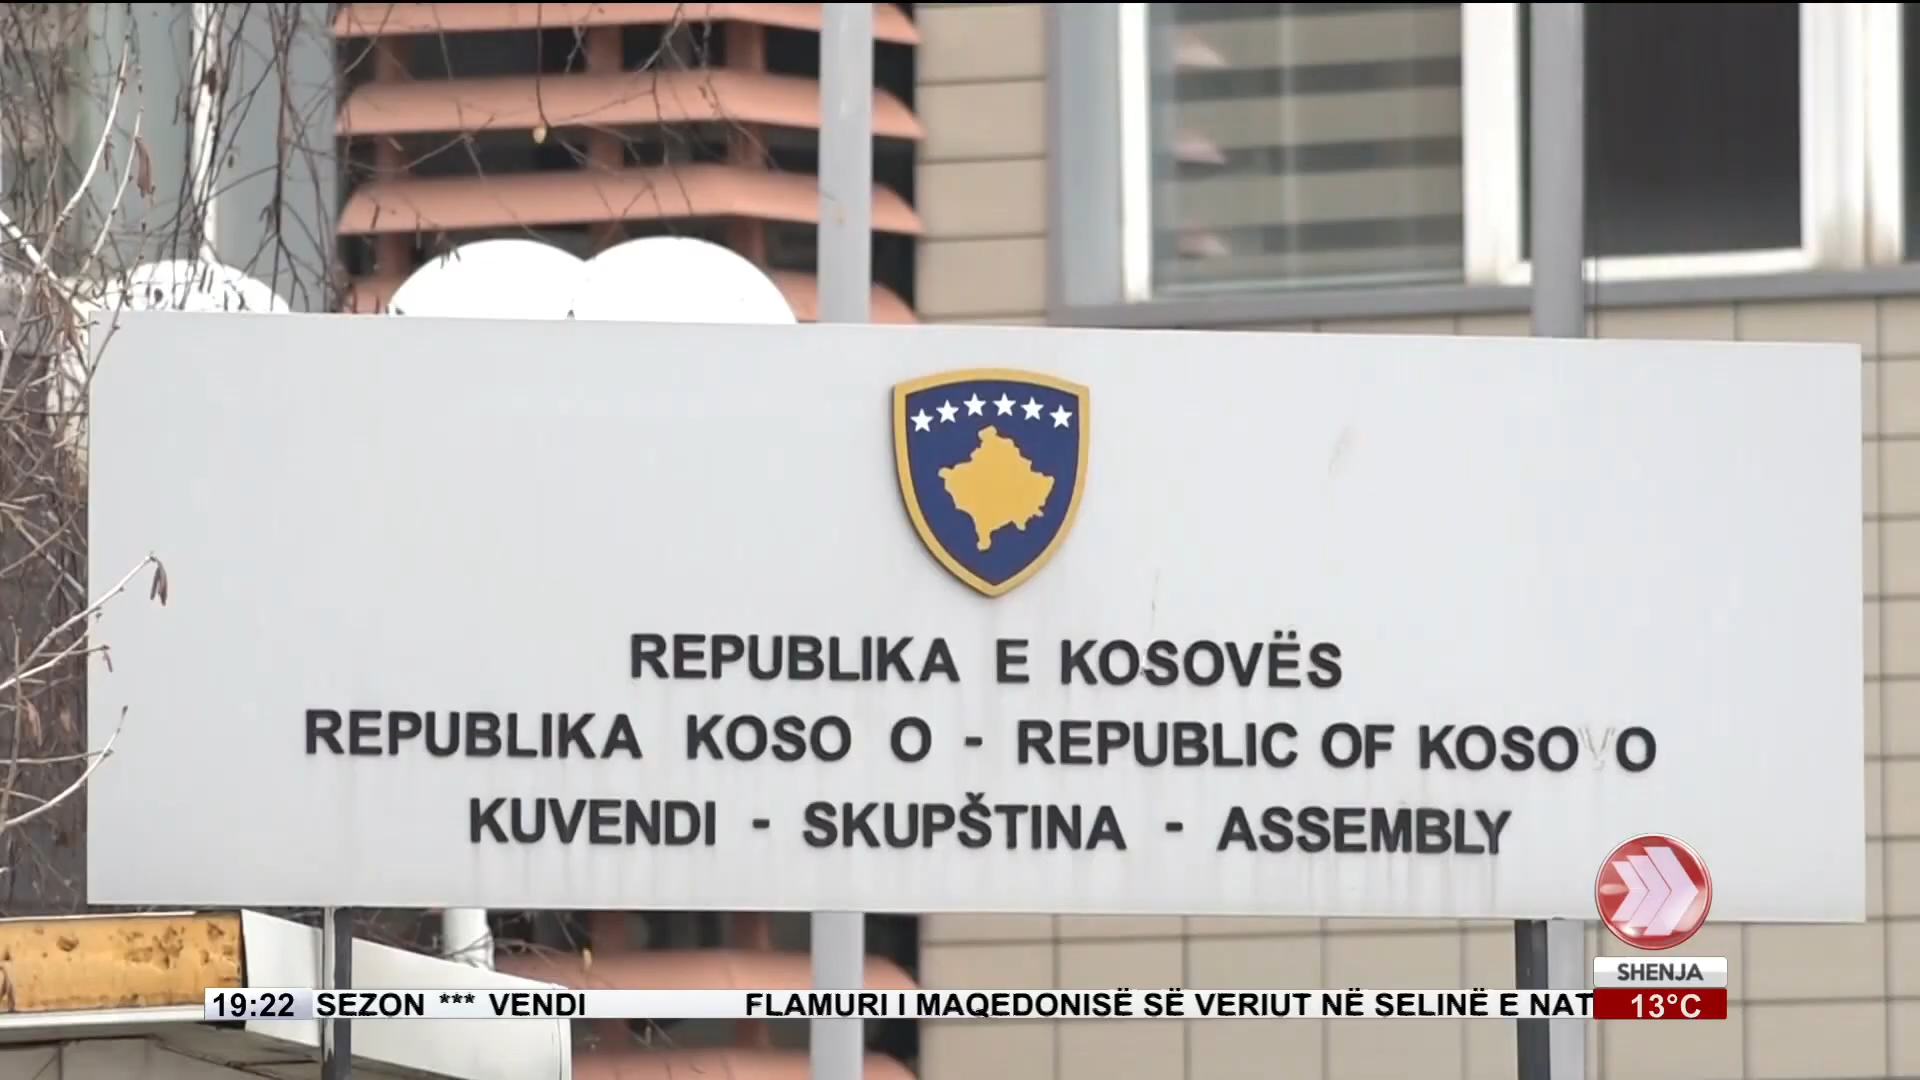 REPUBLIKA E KOSOVËS
REPUBLIKA KOSO O - REPUBLIC OF KOSOVO
KUVENDI - SKUPŠTINA - ASSEMBLY
SHENJA
19:22 SEZON *** VENDI FLAMURI I MAQEDONISË SË VERIUT NË SELINË E NAT 13°C